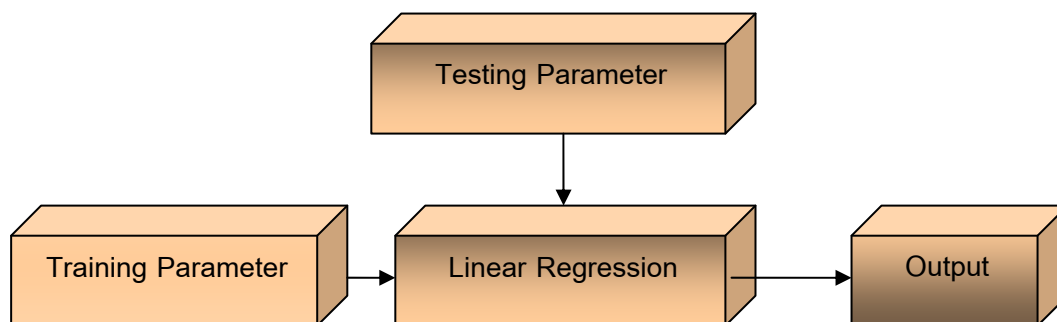 Testing Parameter
Training Parameter
Linear Regression
Output